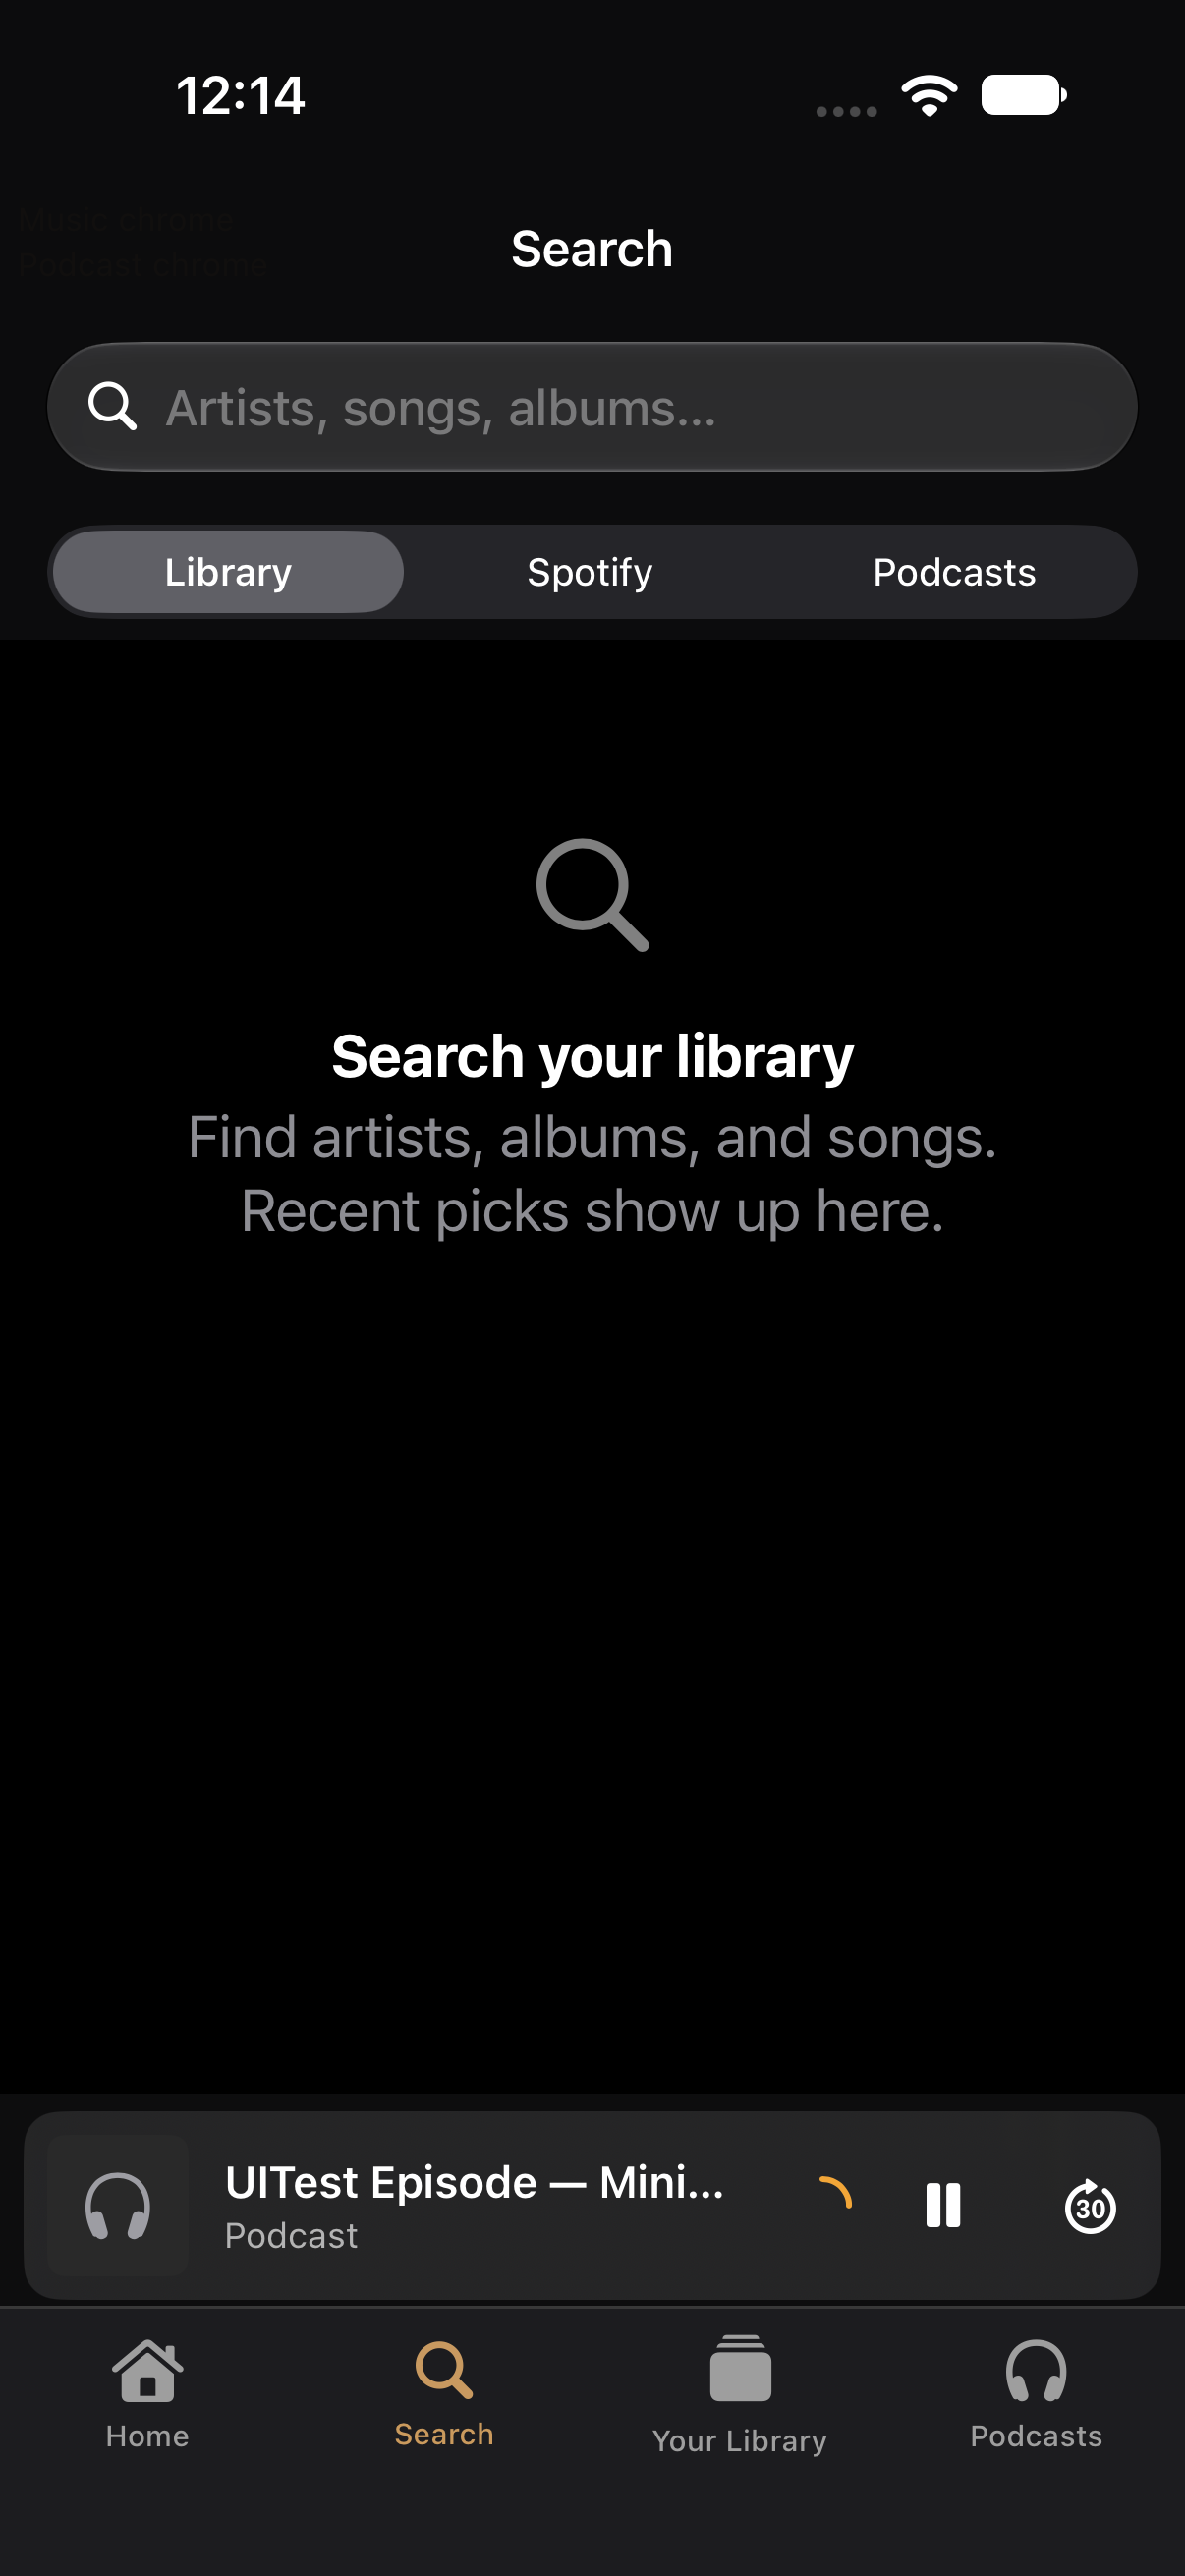 12:14
Music chrome
Podcast chrome
Search
Artists, songs, albums...
Library
Spotify
Podcasts
Search your library
Find artists, albums, and songs.
Recent picks show up here.
UITest Episode — Mini...
Podcast
30
Home
Search
Your Library
Podcasts